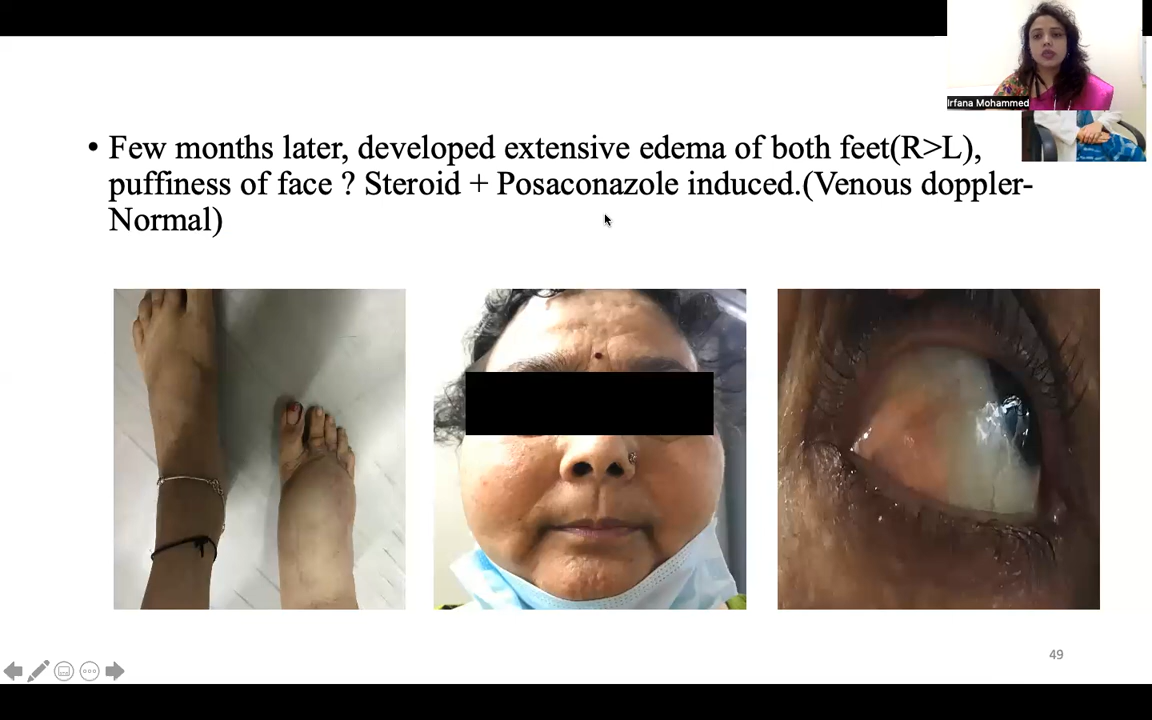 Irfana Mohammed
• Few months later, developed extensive edema of both feet(R>L),
puffiness of face ? Steroid + Posaconazole induced.(Venous doppler-
Normal)
49